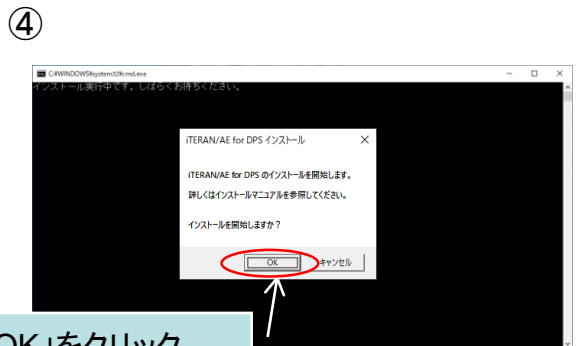 ④
C:¥WINDOWS¥system32¥cmd.exe
インストール実行中です。しばらくお待ちください。
iTERAN/AE for DPS インストール
iTERAN/AE for DPS のインストールを開始します。
詳しくはインストールマニュアルを参照してください。
インストールを開始しますか?
OK キャンセル
OK」をクリック